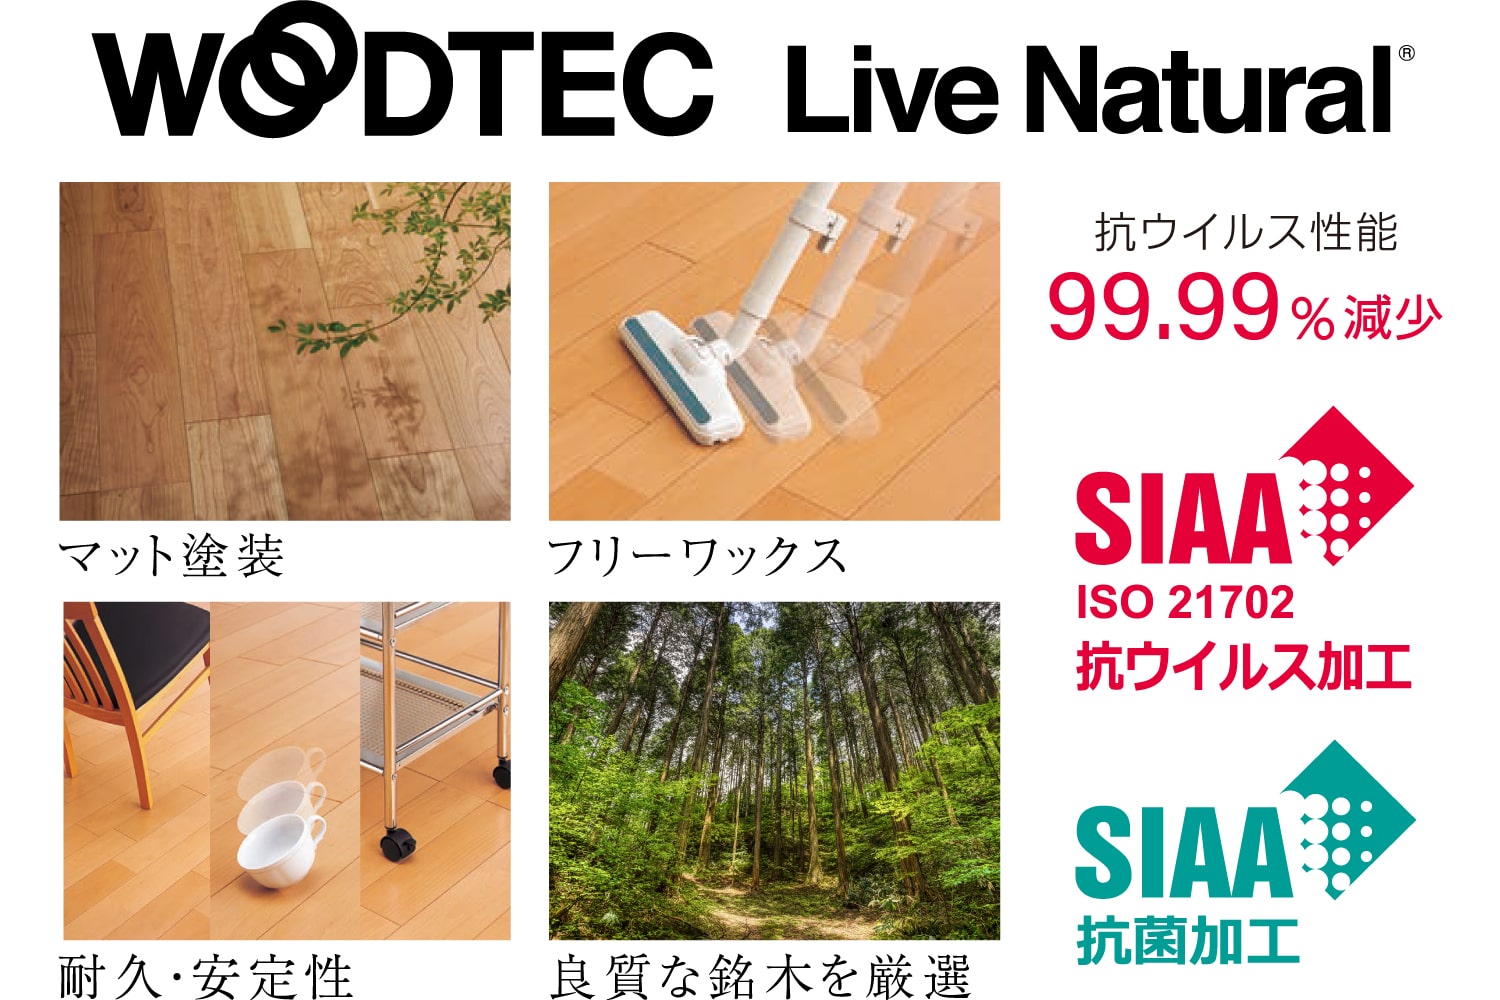 WOODTEC Live Natural®
マット塗装
フリーワックス
耐久・安定性
良質な銘木を厳選
抗ウイルス性能
99.99%減少
SIAA
ISO 21702
抗ウイルス加工
SIAA
抗菌加工